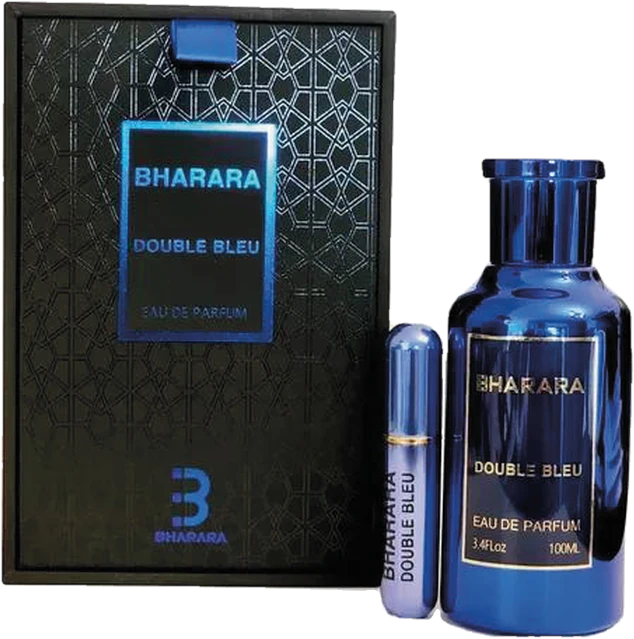 BHARARA
DOUBLE BLEU
EAU DE PARFUM
B
BHARARA
BHARARA
DOUBLE BLEU
BHARARA
DOUBLE BLEU
EAU DE PARFUM
3.4FLoz 100ML